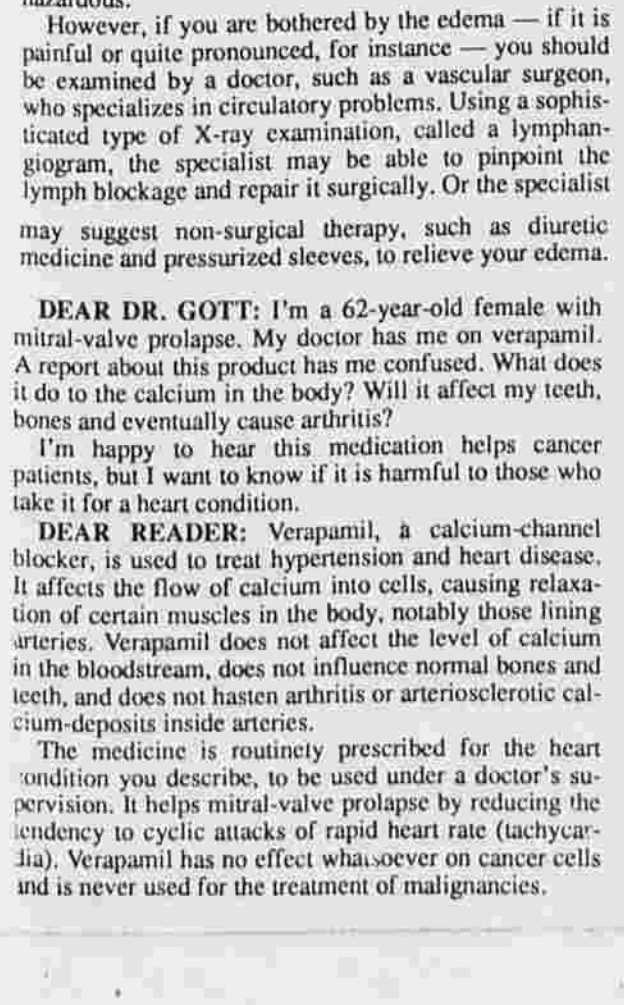 hazardous.
However, if you are bothered by the edema — if it is
painful or quite pronounced, for instance — you should
be examined by a doctor, such as a vascular surgeon,
who specializes in circulatory problems. Using a sophis-
ticated type of X-ray examination, called a lymphan-
giogram, the specialist may be able to pinpoint the
lymph blockage and repair it surgically. Or the specialist
may suggest non-surgical therapy, such as diuretic
medicine and pressurized sleeves, to relieve your edema.
DEAR DR. GOTT: I'm a 62-year-old female with
mitral-valve prolapse. My doctor has me on verapamil.
A report about this product has me confused. What does
it do to the calcium in the body? Will it affect my teeth,
bones and eventually cause arthritis?
I'm happy to hear this medication helps cancer
patients, but I want to know if it is harmful to those who
take it for a heart condition.
DEAR READER: Verapamil, a calcium-channel
blocker, is used to treat hypertension and heart disease.
It affects the flow of calcium into cells, causing relaxa-
tion of certain muscles in the body, notably those lining
arteries. Verapamil does not affect the level of calcium
in the bloodstream, does not influence normal bones and
teeth, and does not hasten arthritis or arteriosclerotic cal-
cium-deposits inside arteries.
The medicine is routinely prescribed for the heart
condition you describe, to be used under a doctor's su-
pervision. It helps mitral-valve prolapse by reducing the
tendency to cyclic attacks of rapid heart rate (tachycar-
dia). Verapamil has no effect whatsoever on cancer cells
and is never used for the treatment of malignancies.